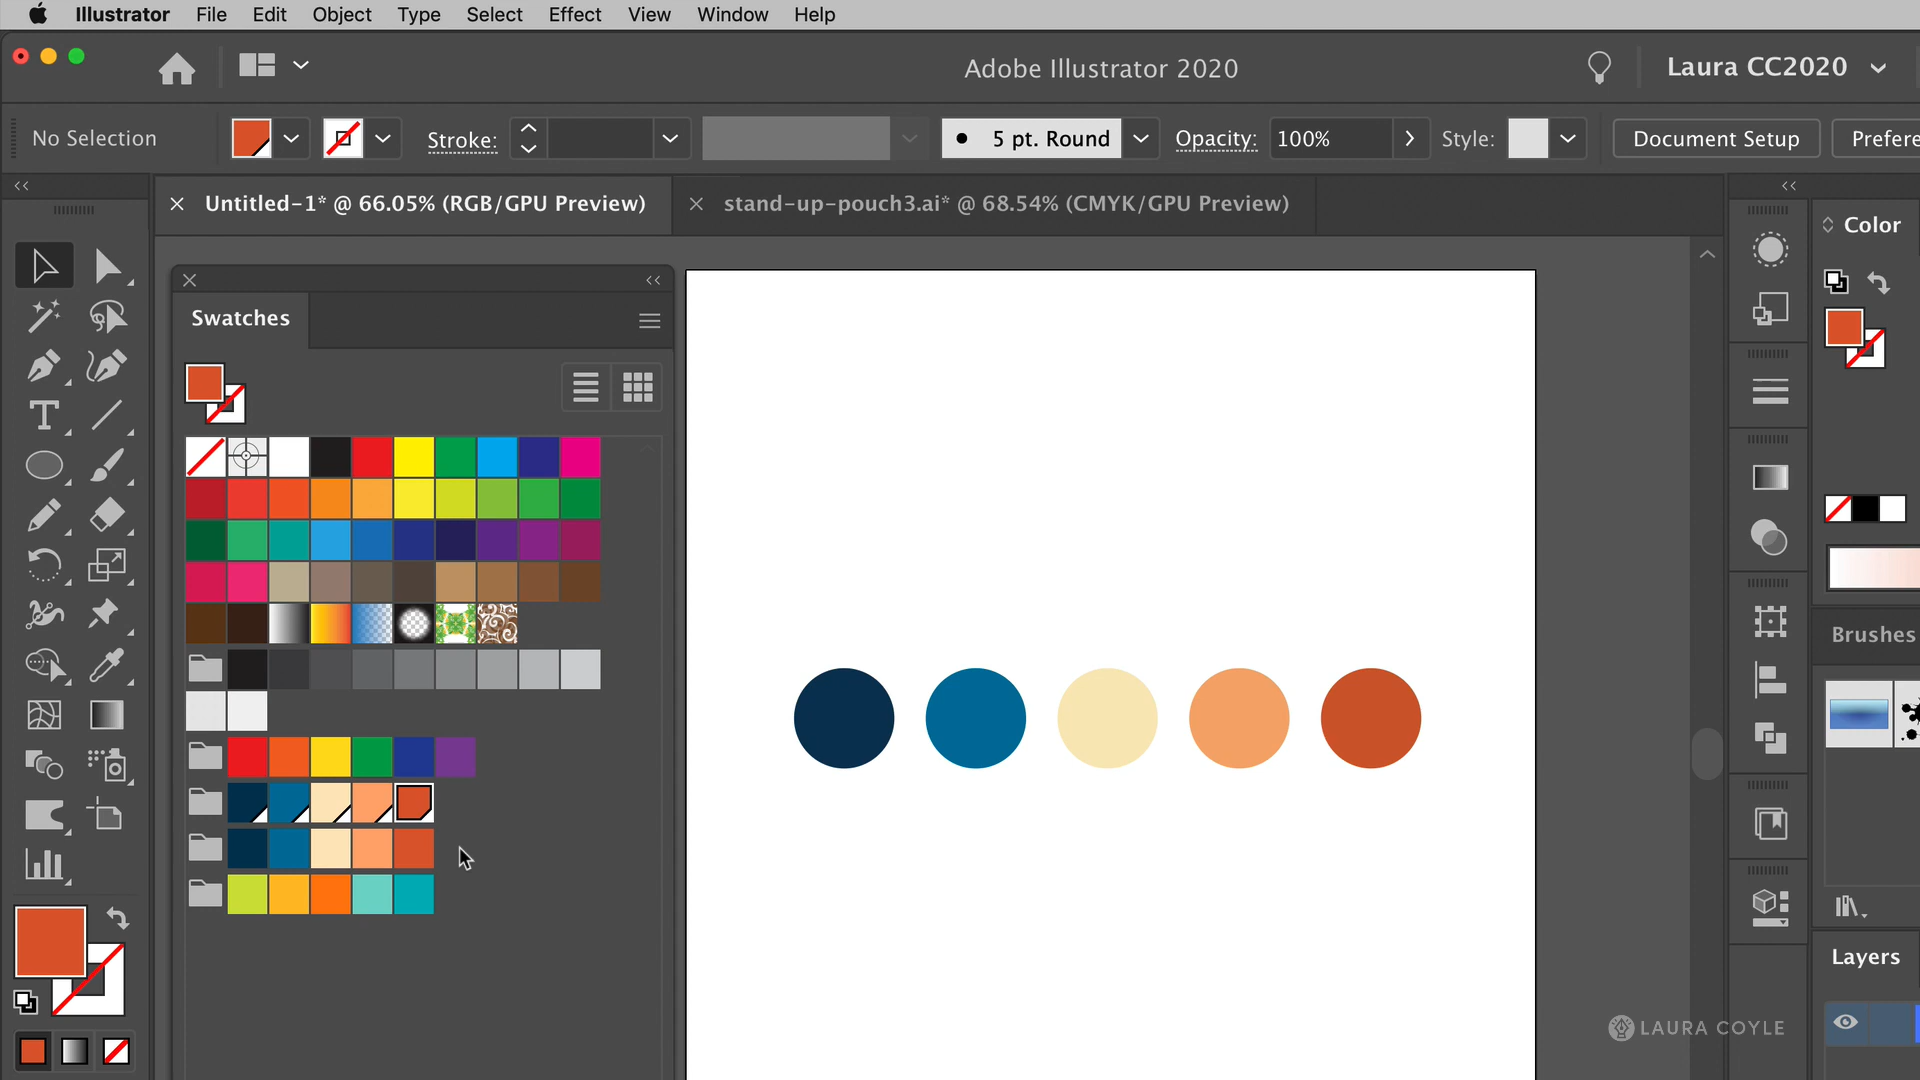 Illustrator File Edit Object Type Select Effect View Window Help
Adobe Illustrator 2020
Laura CC2020
No Selection
Stroke:
5 pt. Round
Opacity:
100%
Style:
Document Setup
Prefere
Untitled-1* @ 66.05% (RGB/GPU Preview)
stand-up-pouch3.ai* @ 68.54% (CMYK/GPU Preview)
Color
Swatches
Brushes
Layers
LAURA COYLE